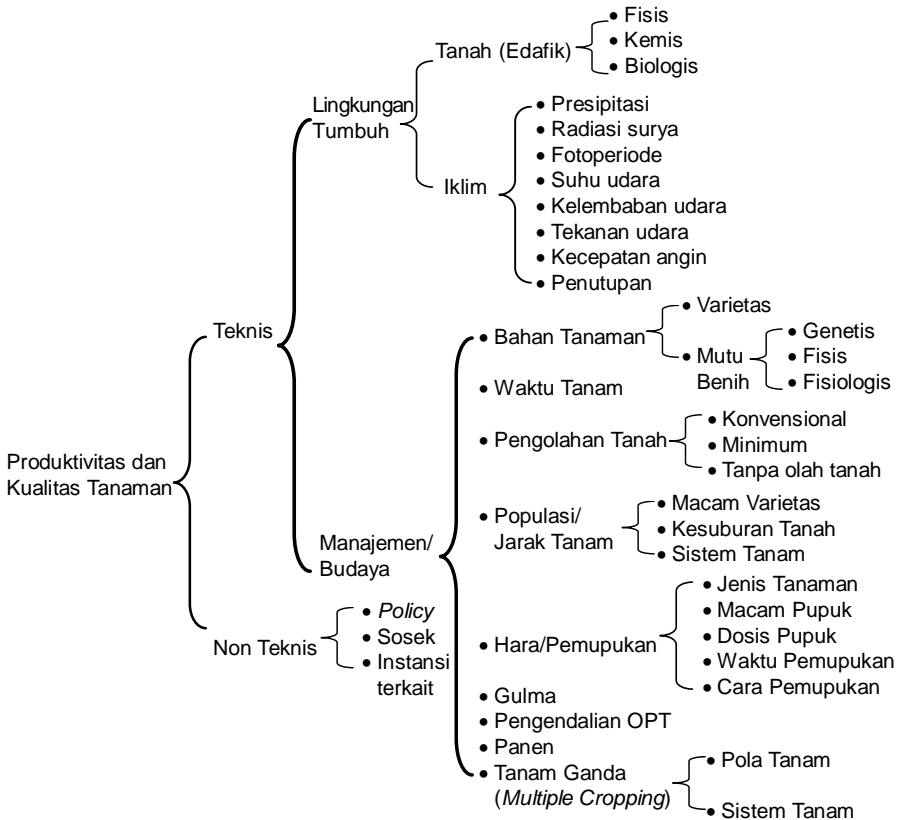 Produktivitas dan
Kualitas Tanaman
Teknis
Lingkungan
Tumbuh
Tanah (Edafik)
• Fisis
• Kemis
• Biologis
Iklim
• Presipitasi
• Radiasi surya
• Fotoperiode
• Suhu udara
• Kelembaban udara
• Tekanan udara
• Kecepatan angin
• Penutupan
Manajemen/
Budaya
• Bahan Tanaman
• Varietas
• Mutu
Benih
• Genetis
• Fisis
• Fisiologis
• Waktu Tanam
• Pengolahan Tanah
• Konvensional
• Minimum
• Tanpa olah tanah
• Populasi/
Jarak Tanam
• Macam Varietas
• Kesuburan Tanah
• Sistem Tanam
• Hara/Pemupukan
• Jenis Tanaman
• Macam Pupuk
• Dosis Pupuk
• Waktu Pemupukan
• Cara Pemupukan
• Gulma
• Pengendalian OPT
• Panen
• Tanam Ganda
(Multiple Cropping)
• Pola Tanam
• Sistem Tanam
Non Teknis
• Policy
• Sosek
• Instansi
terkait